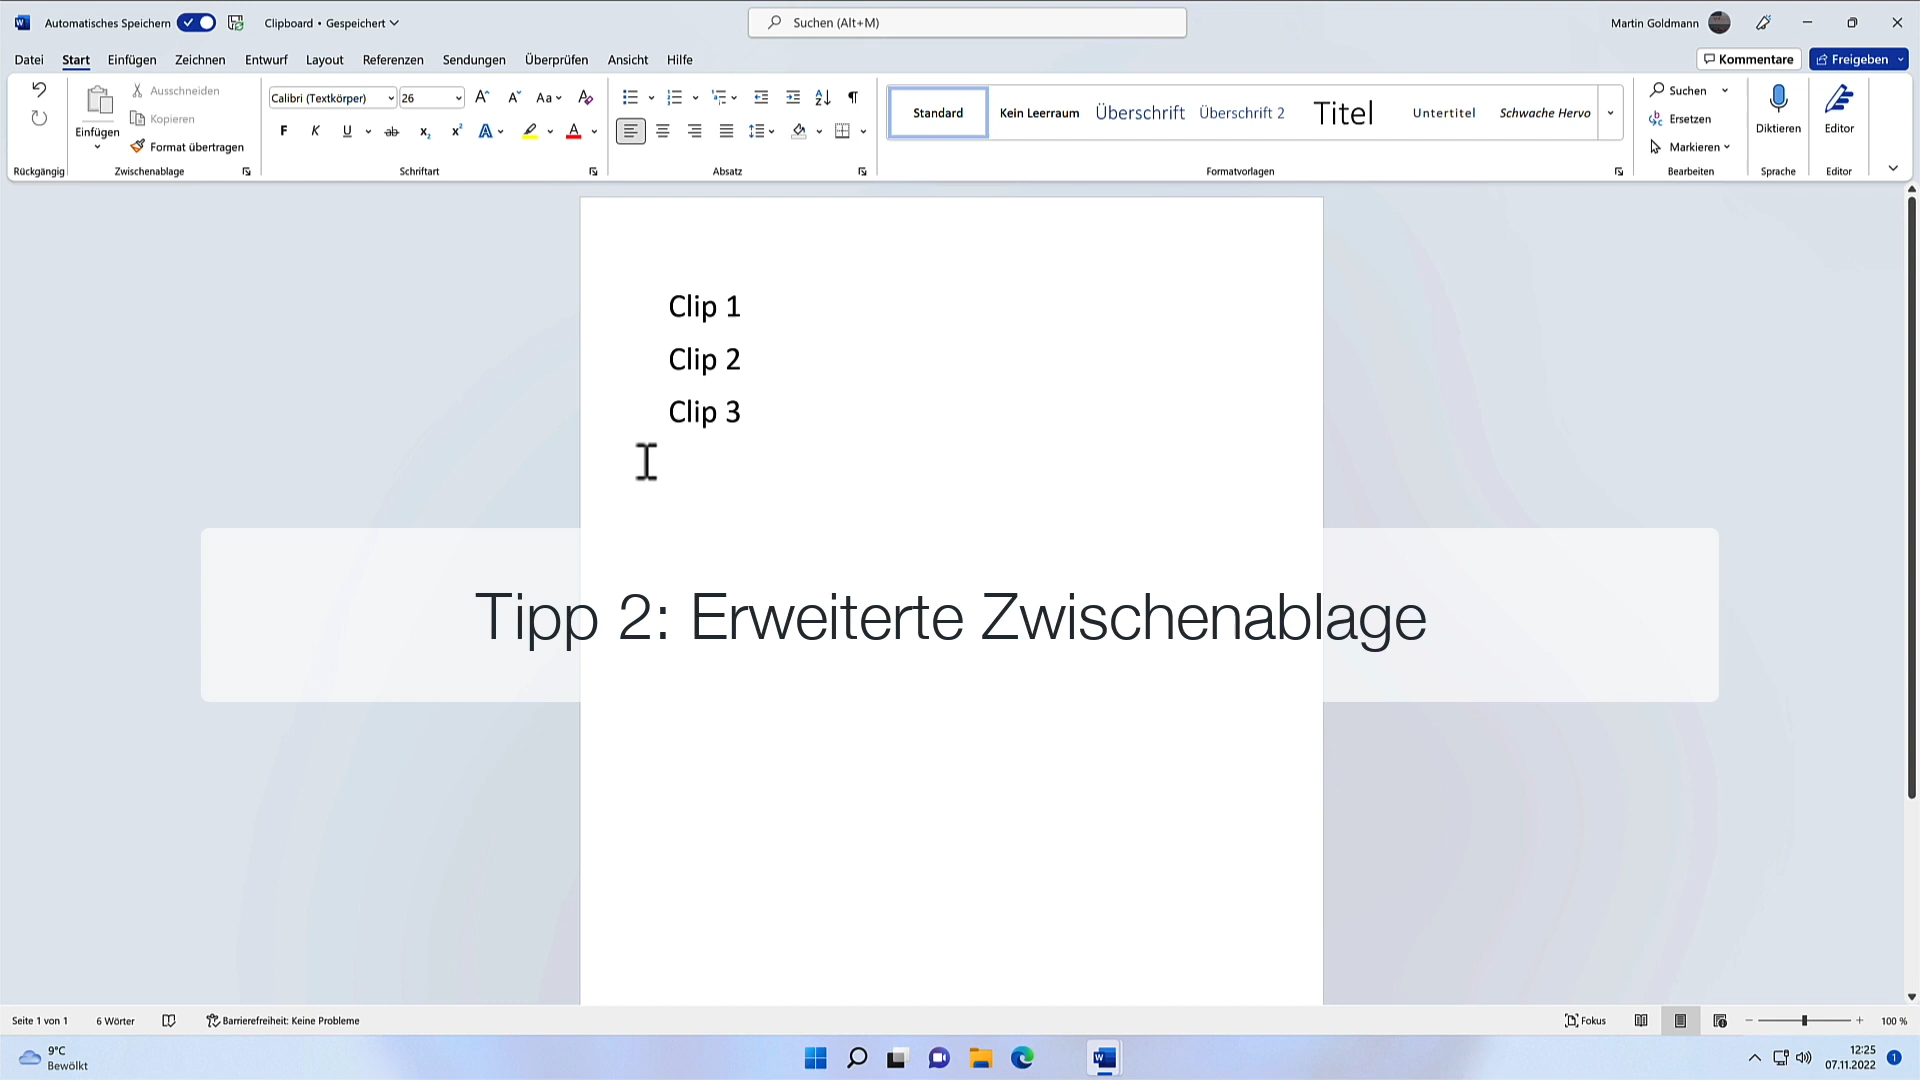 Automatisches Speichern
Clipboard • Gespeichert
Suchen (Alt+M)
Martin Goldmann
Datei Start Einfügen Zeichnen Entwurf Layout Referenzen Sendungen Überprüfen Ansicht Hilfe
Kommentare Freigeben
Einfügen
Ausschneiden
Kopieren
Format übertragen
Calibri (Textkörper) 26
Standard Kein Leerraum Überschrift Überschrift 2 Titel Untertitel Schwache Hervo
Suchen
Ersetzen
Markieren
Diktieren
Editor
Rückgängig Zwischenablage Schriftart Absatz Formatvorlagen Bearbeiten Sprache Editor
Clip 1
Clip 2
Clip 3
Tipp 2: Erweiterte Zwischenablage
Seite 1 von 1 6 Wörter Barrierefreiheit: Keine Probleme Fokus 100 %
9°C
Bewölkt
12:25
07.11.2022
1